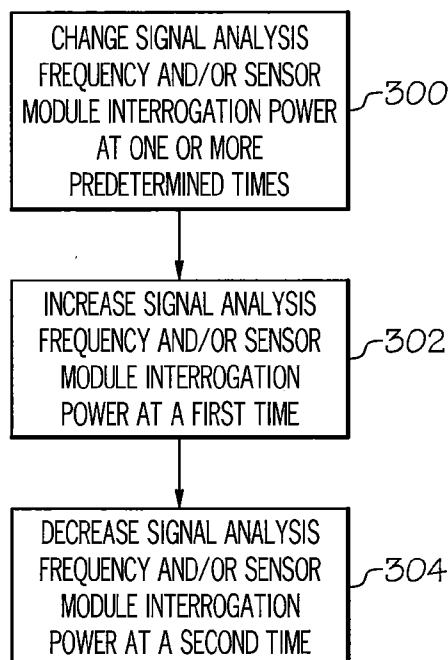 CHANGE SIGNAL ANALYSIS
FREQUENCY AND/OR SENSOR
MODULE INTERROGATION POWER
AT ONE OR MORE
PREDETERMINED TIMES
300
INCREASE SIGNAL ANALYSIS
FREQUENCY AND/OR SENSOR
MODULE INTERROGATION
POWER AT A FIRST TIME
302
DECREASE SIGNAL ANALYSIS
FREQUENCY AND/OR SENSOR
MODULE INTERROGATION
POWER AT A SECOND TIME
304